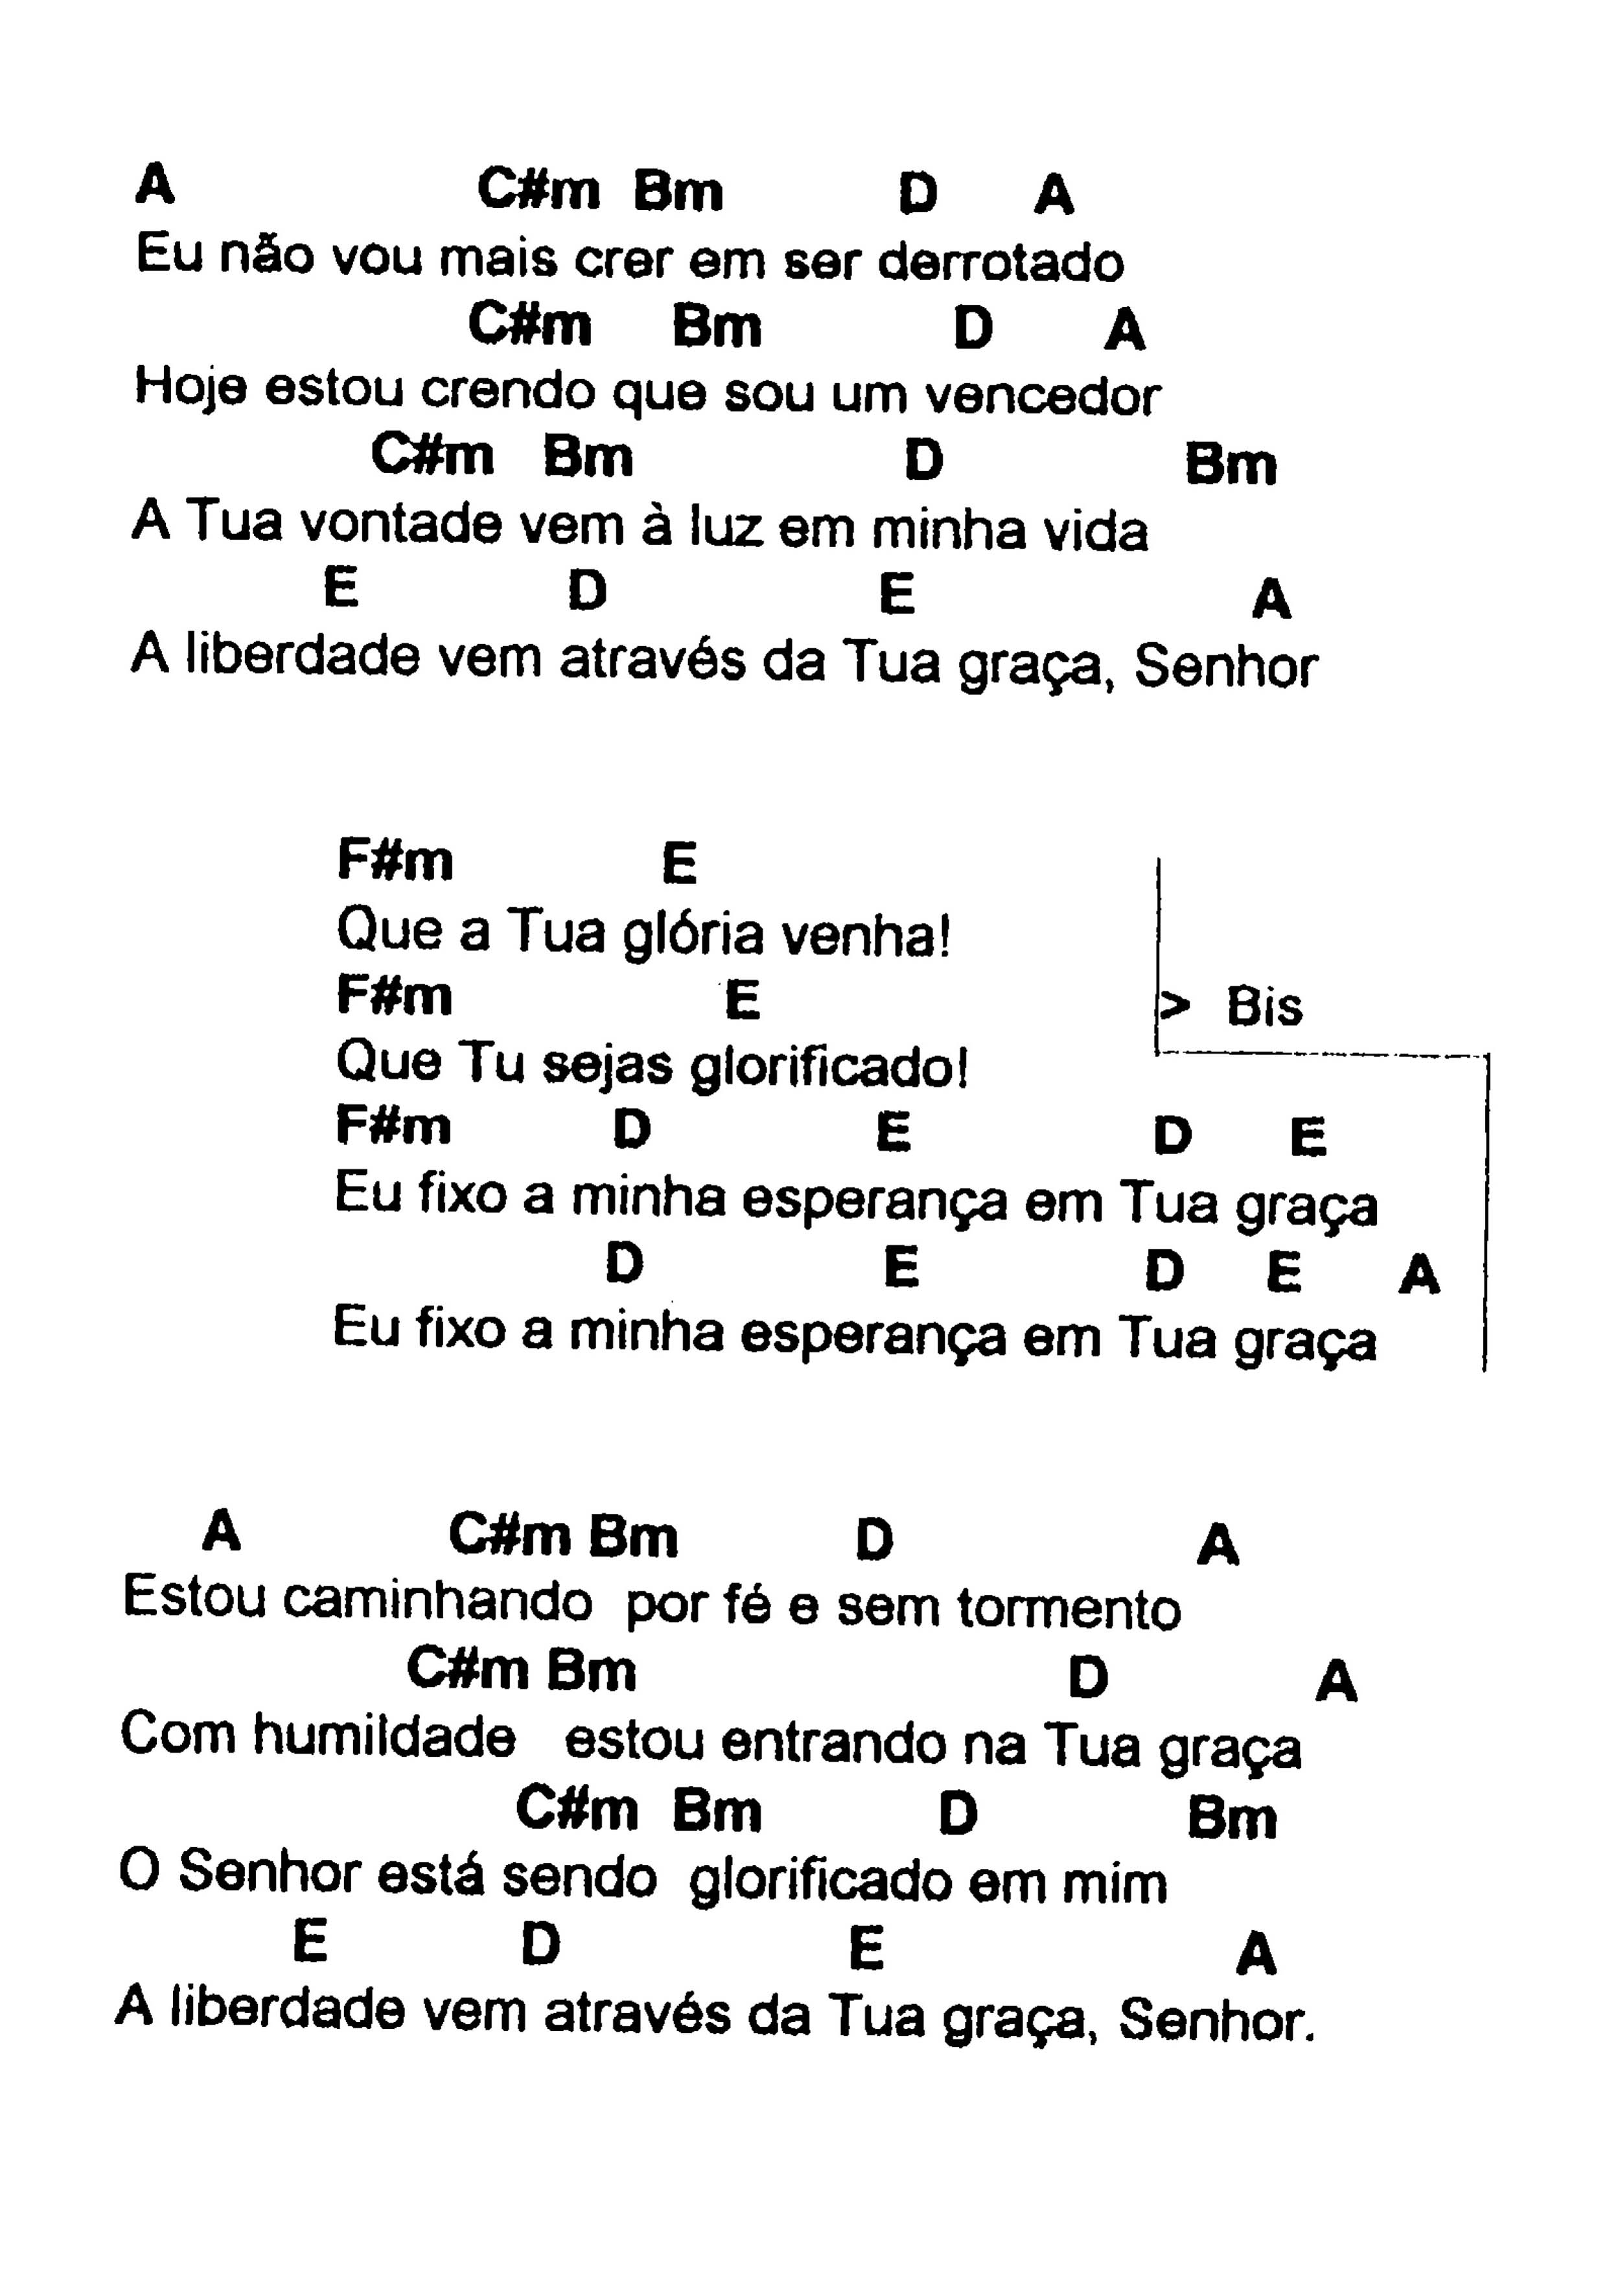 A C#m Bm D A
Eu não vou mais crer em ser derrotado
C#m Bm D A
Hoje estou crendo que sou um vencedor
C#m Bm D Bm
A Tua vontade vem à luz em minha vida
E D E A
A liberdade vem através da Tua graça, Senhor
F#m E
Que a Tua glória venha!
F#m E
> Bis
Que Tu sejas glorificado!
F#m D E D E
Eu fixo a minha esperança em Tua graça
D E D E A
Eu fixo a minha esperança em Tua graça
A C#m Bm D A
Estou caminhando por fé e sem tormento
C#m Bm D A
Com humildade estou entrando na Tua graça
C#m Bm D Bm
O Senhor está sendo glorificado em mim
E D E A
A liberdade vem através da Tua graça, Senhor.